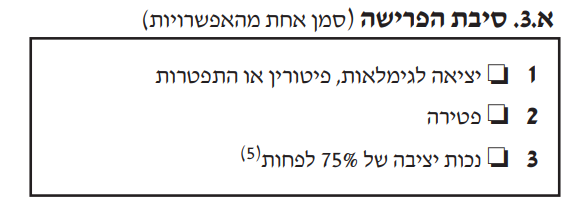 א.3. סיבת הפרישה (סמן אחת מהאפשרויות)
1 ☐ יציאה לגימלאות, פיטורין או התפטרות
2 ☐ פטירה
3 ☐ נכות יציבה של 75% לפחות(5)